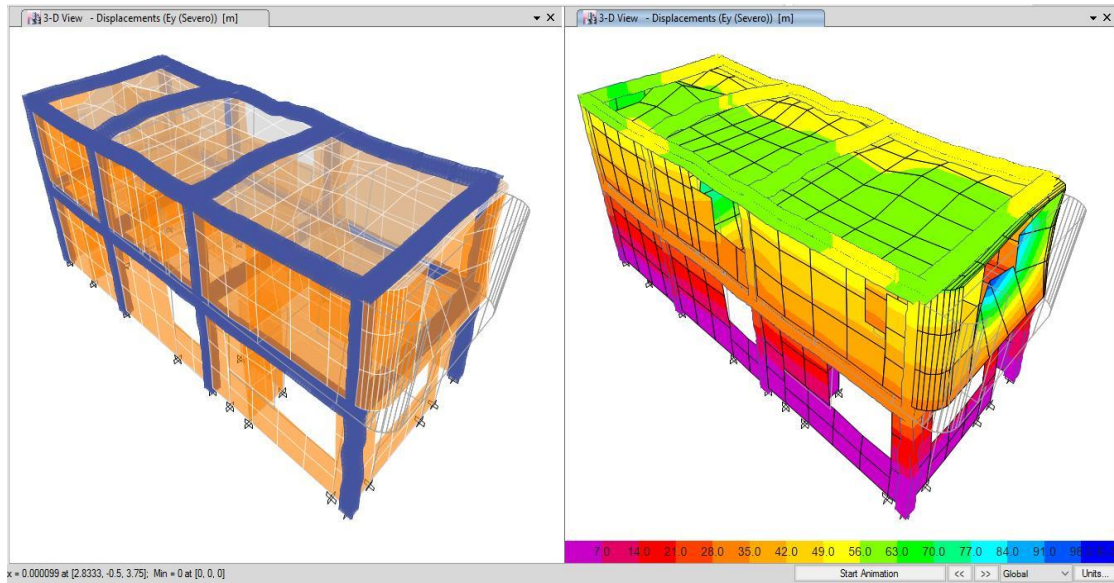 3-D View - Displacements (Ey (Severo)) [m]
3-D View - Displacements (Ey (Severo)) [m]
7.0 14.0 21.0 28.0 35.0 42.0 49.0 56.0 63.0 70.0 77.0 84.0 91.0
x = 0.000099 at [2.8333, -0.5, 3.75]; Min = 0 at [0, 0, 0]
Start Animation << >> Global Units...